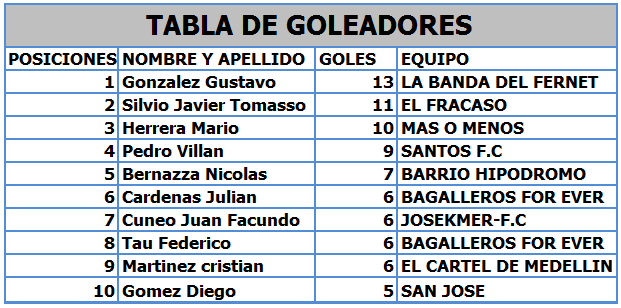 TABLA DE GOLEADORES
POSICIONES NOMBRE Y APELLIDO GOLES EQUIPO
1 Gonzalez Gustavo 13 LA BANDA DEL FERNET
2 Silvio Javier Tomasso 11 EL FRACASO
3 Herrera Mario 10 MAS O MENOS
4 Pedro Villan 9 SANTOS F.C
5 Bernazza Nicolas 7 BARRIO HIPODROMO
6 Cardenas Julian 6 BAGALLEROS FOR EVER
7 Cuneo Juan Facundo 6 JOSEKMER-F.C
8 Tau Federico 6 BAGALLEROS FOR EVER
9 Martinez cristian 6 EL CARTEL DE MEDELLIN
10 Gomez Diego 5 SAN JOSE